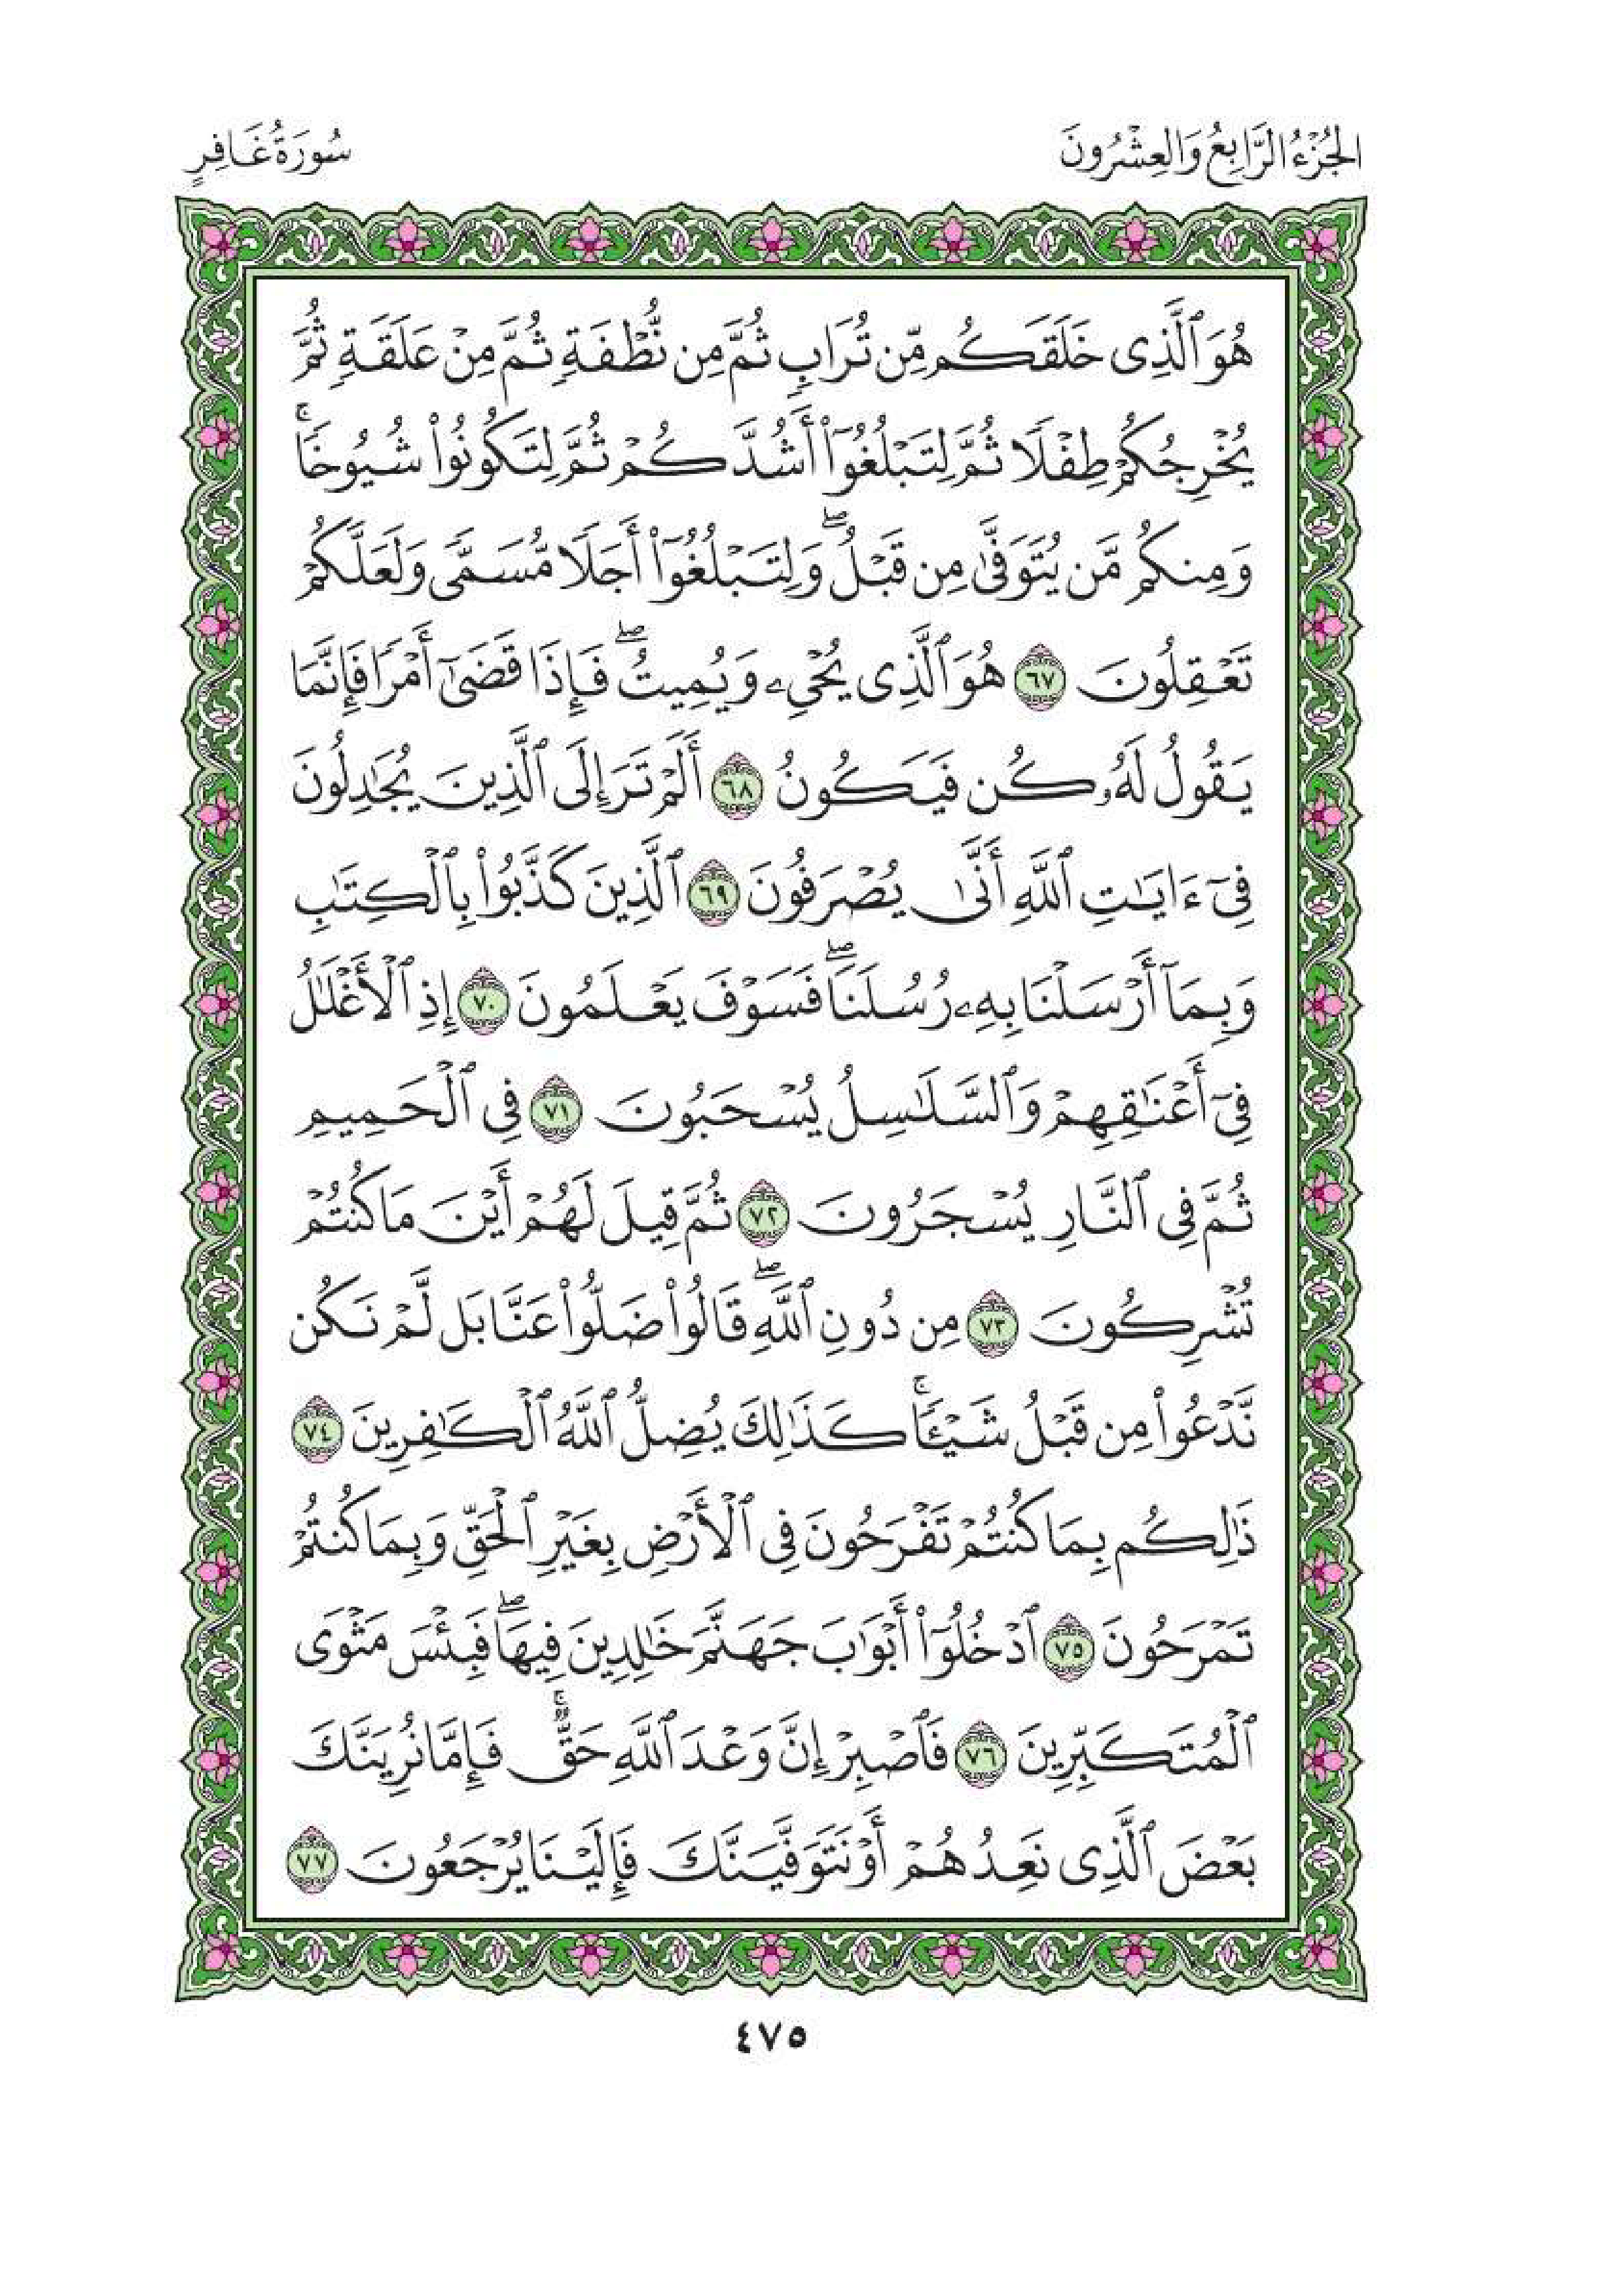 الجُزْءُ الرَّابِعُ وَالعِشْرُونَ
سُورَةُ غَافِرٍ
هُوَ ٱلَّذِى خَلَقَكُم مِّن تُرَابٍ ثُمَّ مِن نُّطْفَةٍ ثُمَّ مِنْ عَلَقَةٍ ثُمَّ
يُخْرِجُكُمْ طِفْلًا ثُمَّ لِتَبْلُغُوٓا۟ أَشُدَّكُمْ ثُمَّ لِتَكُونُوا۟ شُيُوخًا ۚ
وَمِنكُم مَّن يُتَوَفَّىٰ مِن قَبْلُ ۖ وَلِتَبْلُغُوٓا۟ أَجَلًا مُّسَمًّى وَلَعَلَّكُمْ
تَعْقِلُونَ ٦٧ هُوَ ٱلَّذِى يُحْىِۦ وَيُمِيتُ ۖ فَإِذَا قَضَىٰٓ أَمْرًا فَإِنَّمَا
يَقُولُ لَهُۥ كُن فَيَكُونُ ٦٨ أَلَمْ تَرَ إِلَى ٱلَّذِينَ يُجَٰدِلُونَ
فِىٓ ءَايَٰتِ ٱللَّهِ أَنَّىٰ يُصْرَفُونَ ٦٩ ٱلَّذِينَ كَذَّبُوا۟ بِٱلْكِتَٰبِ
وَبِمَآ أَرْسَلْنَا بِهِۦ رُسُلَنَا ۖ فَسَوْفَ يَعْلَمُونَ ٧٠ إِذِ ٱلْأَغْلَٰلُ
فِىٓ أَعْنَٰقِهِمْ وَٱلسَّلَٰسِلُ يُسْحَبُونَ ٧١ فِى ٱلْحَمِيمِ
ثُمَّ فِى ٱلنَّارِ يُسْجَرُونَ ٧٢ ثُمَّ قِيلَ لَهُمْ أَيْنَ مَا كُنتُمْ
تُشْرِكُونَ ٧٣ مِن دُونِ ٱللَّهِ ۖ قَالُوا۟ ضَلُّوا۟ عَنَّا بَل لَّمْ نَكُن
نَّدْعُوا۟ مِن قَبْلُ شَيْـًٔا ۚ كَذَٰلِكَ يُضِلُّ ٱللَّهُ ٱلْكَٰفِرِينَ ٧٤
ذَٰلِكُم بِمَا كُنتُمْ تَفْرَحُونَ فِى ٱلْأَرْضِ بِغَيْرِ ٱلْحَقِّ وَبِمَا كُنتُمْ
تَمْرَحُونَ ٧٥ ٱدْخُلُوٓا۟ أَبْوَٰبَ جَهَنَّمَ خَٰلِدِينَ فِيهَا ۖ فَبِئْسَ مَثْوَى
ٱلْمُتَكَبِّرِينَ ٧٦ فَٱصْبِرْ إِنَّ وَعْدَ ٱللَّهِ حَقٌّ ۚ فَإِمَّا نُرِيَنَّكَ
بَعْضَ ٱلَّذِى نَعِدُهُمْ أَوْ نَتَوَفَّيَنَّكَ فَإِلَيْنَا يُرْجَعُونَ ٧٧
٤٧٥